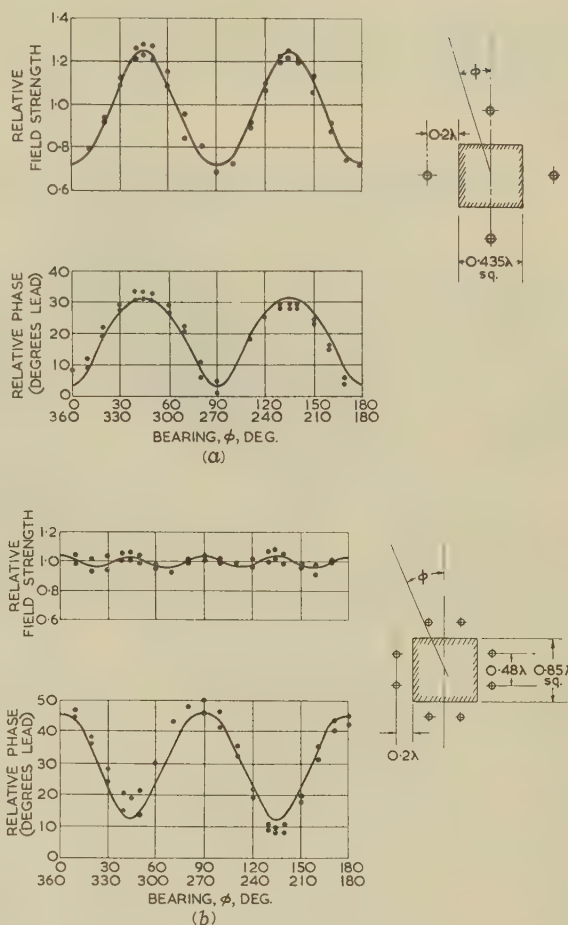 RELATIVE
FIELD STRENGTH
1·4
1·2
1·0
0·8
0·6
ϕ
0·2λ
0·435λ
sq.
RELATIVE PHASE
(DEGREES LEAD)
40
30
20
10
0
0 30 60 90 120 150 180
360 330 300 270 240 210 180
BEARING, ϕ, DEG.
(a)
RELATIVE
FIELD STRENGTH
1·2
1·0
0·8
0·6
ϕ
0·48λ 0·85λ
sq.
0·2λ
RELATIVE PHASE
(DEGREES LEAD)
50
40
30
20
10
0
0 30 60 90 120 150 180
360 330 300 270 240 210 180
BEARING, ϕ, DEG.
(b)